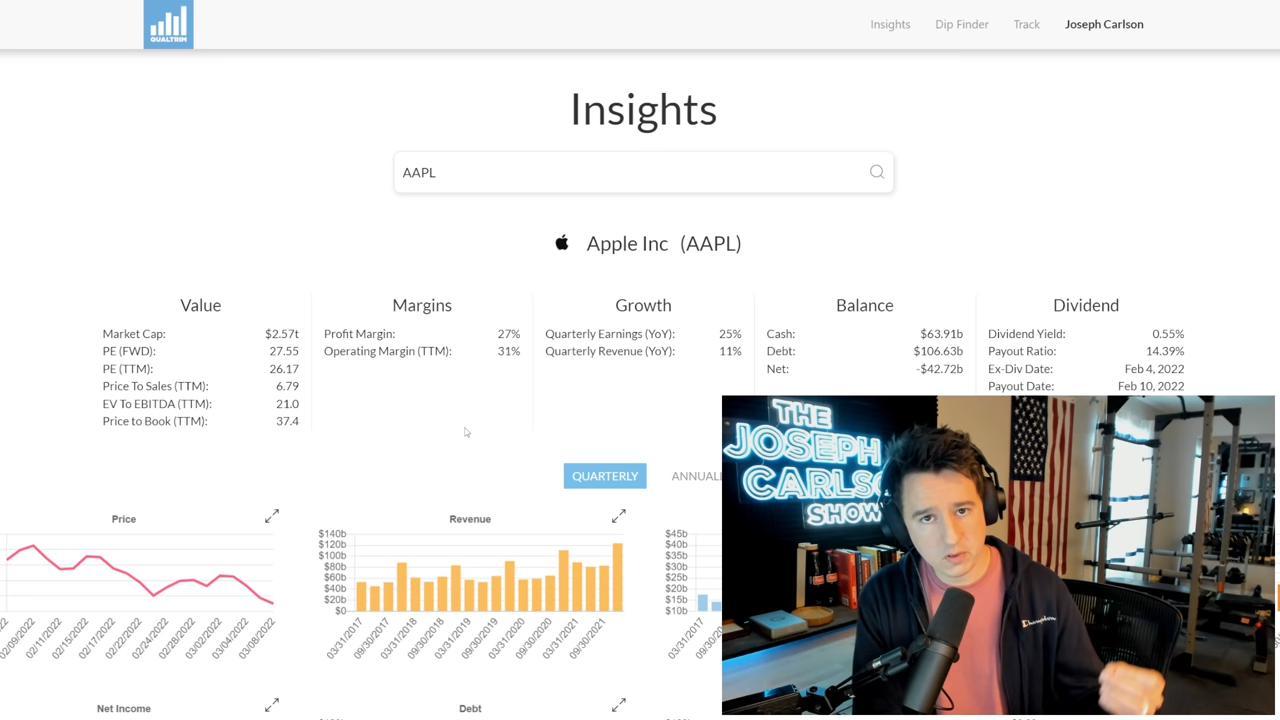 QUALTRIM
Insights
Dip Finder
Track
Joseph Carlson
Insights
AAPL
Apple Inc (AAPL)
Value
Market Cap: $2.57t
PE (FWD): 27.55
PE (TTM): 26.17
Price To Sales (TTM): 6.79
EV To EBITDA (TTM): 21.0
Price to Book (TTM): 37.4
Margins
Profit Margin: 27%
Operating Margin (TTM): 31%
Growth
Quarterly Earnings (YoY): 25%
Quarterly Revenue (YoY): 11%
Balance
Cash: $63.91b
Debt: $106.63b
Net: -$42.72b
Dividend
Dividend Yield: 0.55%
Payout Ratio: 14.39%
Ex-Div Date: Feb 4, 2022
Payout Date: Feb 10, 2022
QUARTERLY
ANNUAL
Price
02/09/2022
02/11/2022
02/15/2022
02/17/2022
02/22/2022
02/24/2022
02/28/2022
03/02/2022
03/04/2022
03/08/2022
Revenue
$140b
$120b
$100b
$80b
$60b
$40b
$20b
$0
03/31/2017
09/30/2017
03/31/2018
09/30/2018
03/31/2019
09/30/2019
03/31/2020
09/30/2020
03/31/2021
09/30/2021
$45b
$40b
$35b
$30b
$25b
$20b
$15b
$10b
03/31/2017
Net Income
Debt
THE
JOSEPH
CARLSO
SHOW
Champion